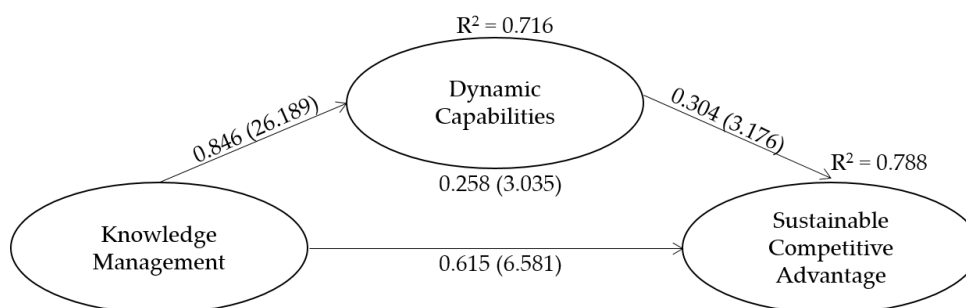 R² = 0.716
Dynamic
Capabilities
0.846 (26.189)
0.304 (3.176)
0.258 (3.035)
R² = 0.788
Knowledge
Management
0.615 (6.581)
Sustainable
Competitive
Advantage